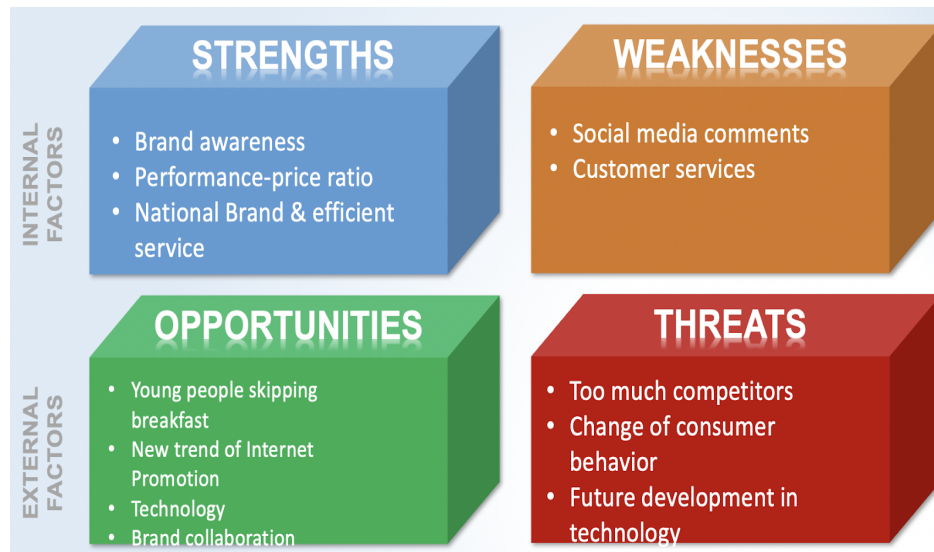 STRENGTHS
• Brand awareness
• Performance-price ratio
• National Brand & efficient
service
WEAKNESSES
• Social media comments
• Customer services
INTERNAL
FACTORS
OPPORTUNITIES
• Young people skipping
breakfast
• New trend of Internet
Promotion
• Technology
• Brand collaboration
THREATS
• Too much competitors
• Change of consumer
behavior
• Future development in
technology
EXTERNAL
FACTORS